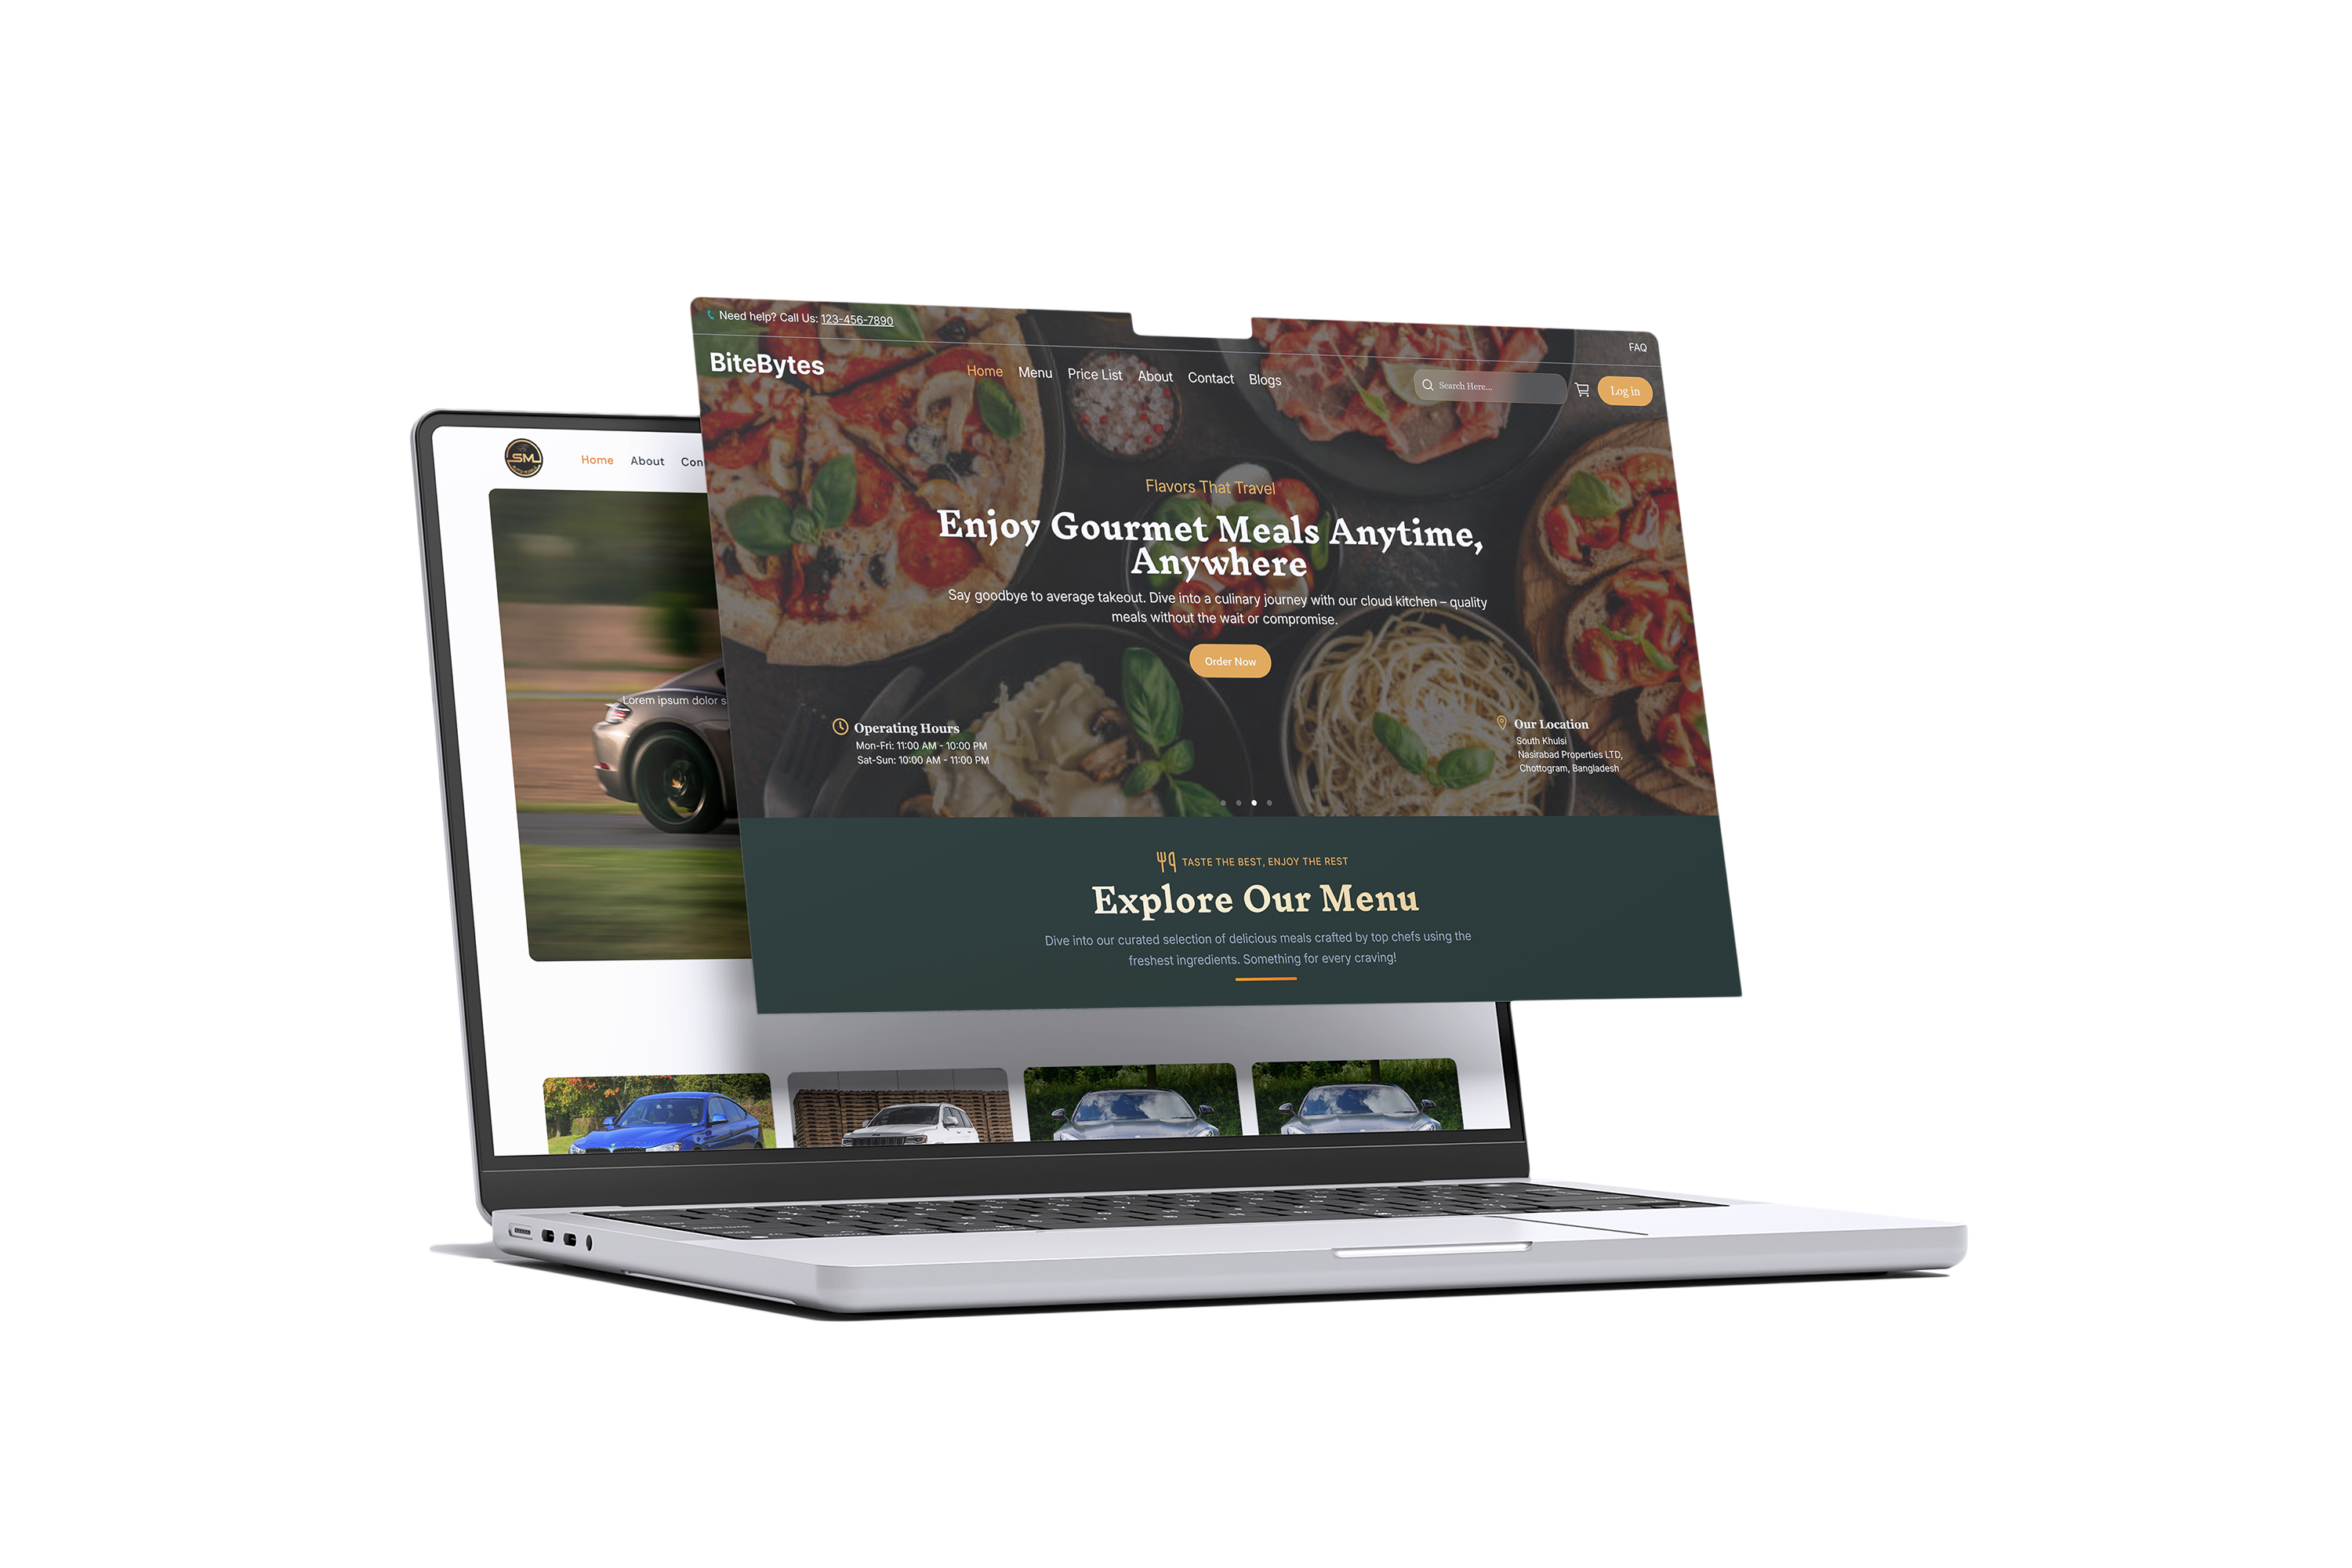 Need help? Call Us: 123-456-7890
FAQ
BiteBytes
Home Menu Price List About Contact Blogs
Search Here...
Log in
Flavors That Travel
Enjoy Gourmet Meals Anytime,
Anywhere
Say goodbye to average takeout. Dive into a culinary journey with our cloud kitchen – quality
meals without the wait or compromise.
Order Now
Operating Hours
Mon-Fri: 11:00 AM - 10:00 PM
Sat-Sun: 10:00 AM - 11:00 PM
Our Location
South Khulsi
Nasirabad Properties LTD,
Chottogram, Bangladesh
TASTE THE BEST, ENJOY THE REST
Explore Our Menu
Dive into our curated selection of delicious meals crafted by top chefs using the
freshest ingredients. Something for every craving!
SM
Home About Con
Lorem ipsum dolor s